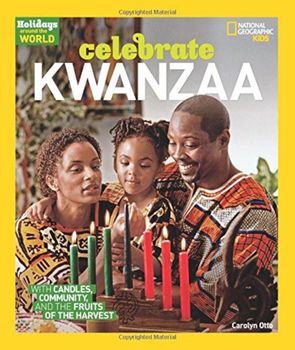 Holidays
around the
WORLD
NATIONAL
GEOGRAPHIC
KiDS
celebrate
KWANZAA
WITH CANDLES,
COMMUNITY,
AND THE FRUITS
OF THE HARVEST
Carolyn Otto